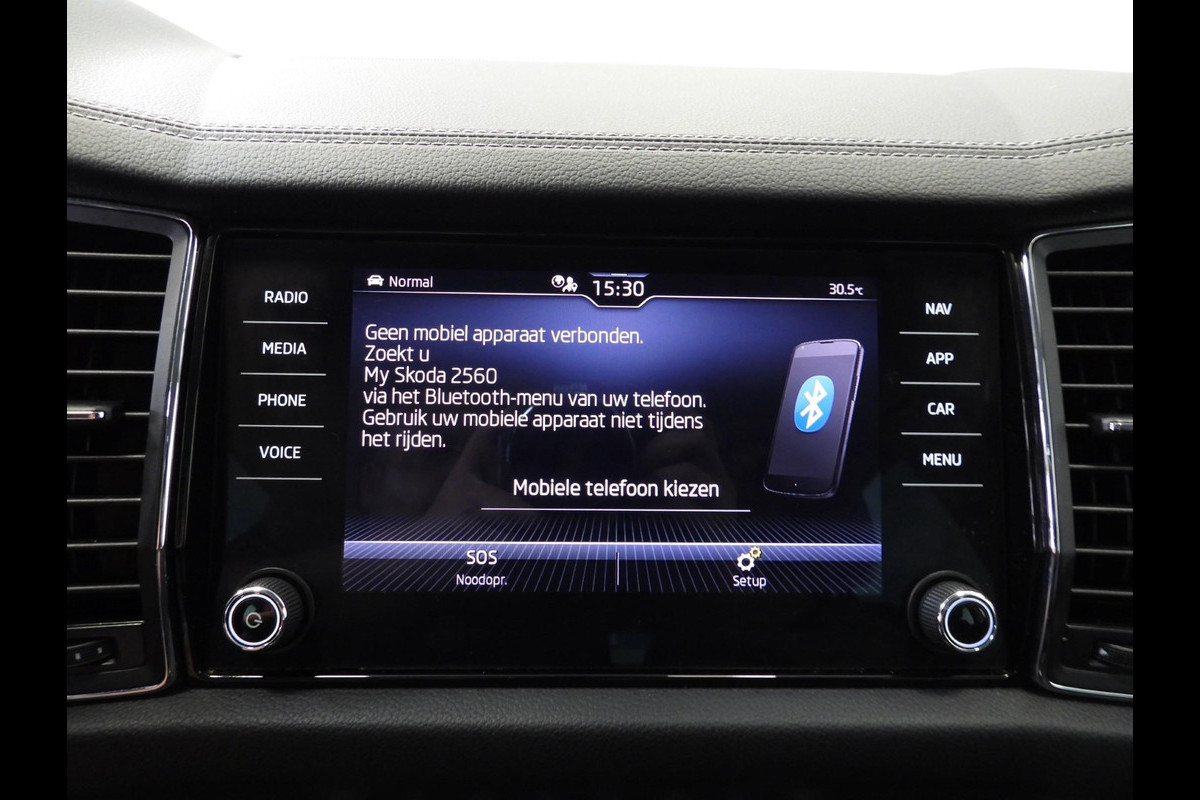 Normal
15:30
30.5°C
RADIO
MEDIA
PHONE
VOICE
Geen mobiel apparaat verbonden.
Zoekt u
My Skoda 2560
via het Bluetooth-menu van uw telefoon.
Gebruik uw mobiele apparaat niet tijdens
het rijden.
Mobiele telefoon kiezen
SOS
Noodopr.
Setup
NAV
APP
CAR
MENU